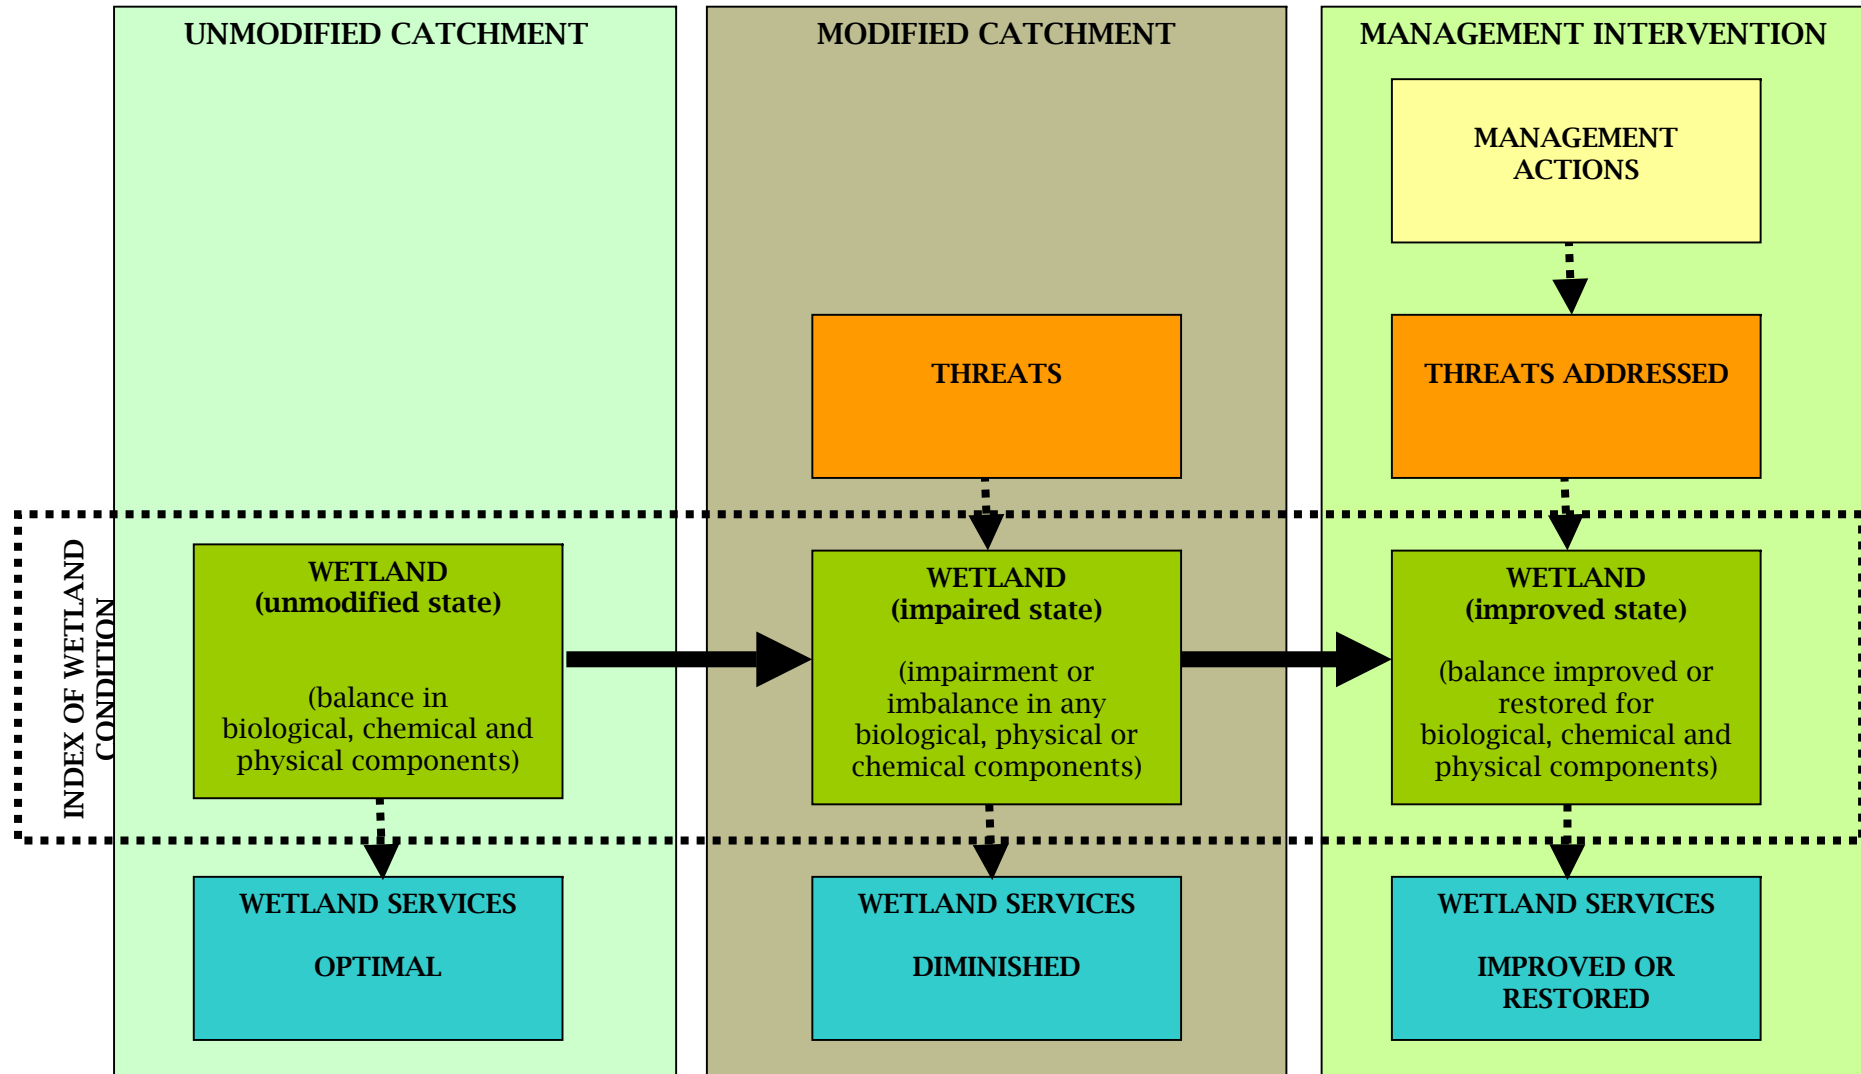 UNMODIFIED CATCHMENT
MODIFIED CATCHMENT
MANAGEMENT INTERVENTION
MANAGEMENT
ACTIONS
THREATS
THREATS ADDRESSED
INDEX OF WETLAND
CONDITION
WETLAND
(unmodified state)
(balance in
biological, chemical and
physical components)
WETLAND
(impaired state)
(impairment or
imbalance in any
biological, physical or
chemical components)
WETLAND
(improved state)
(balance improved or
restored for
biological, chemical and
physical components)
WETLAND SERVICES
OPTIMAL
WETLAND SERVICES
DIMINISHED
WETLAND SERVICES
IMPROVED OR
RESTORED